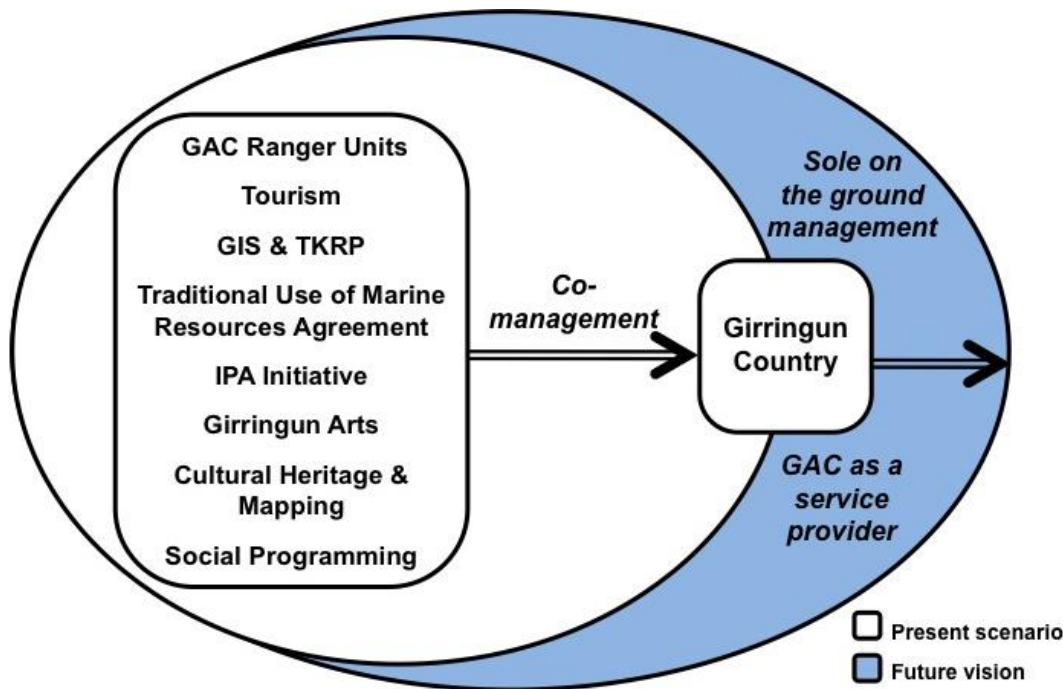 GAC Ranger Units
Tourism
GIS & TKRP
Traditional Use of Marine
Resources Agreement
IPA Initiative
Girringun Arts
Cultural Heritage &
Mapping
Social Programming
Co-
management
Girringun
Country
Sole on
the ground
management
GAC as a
service
provider
Present scenario
Future vision